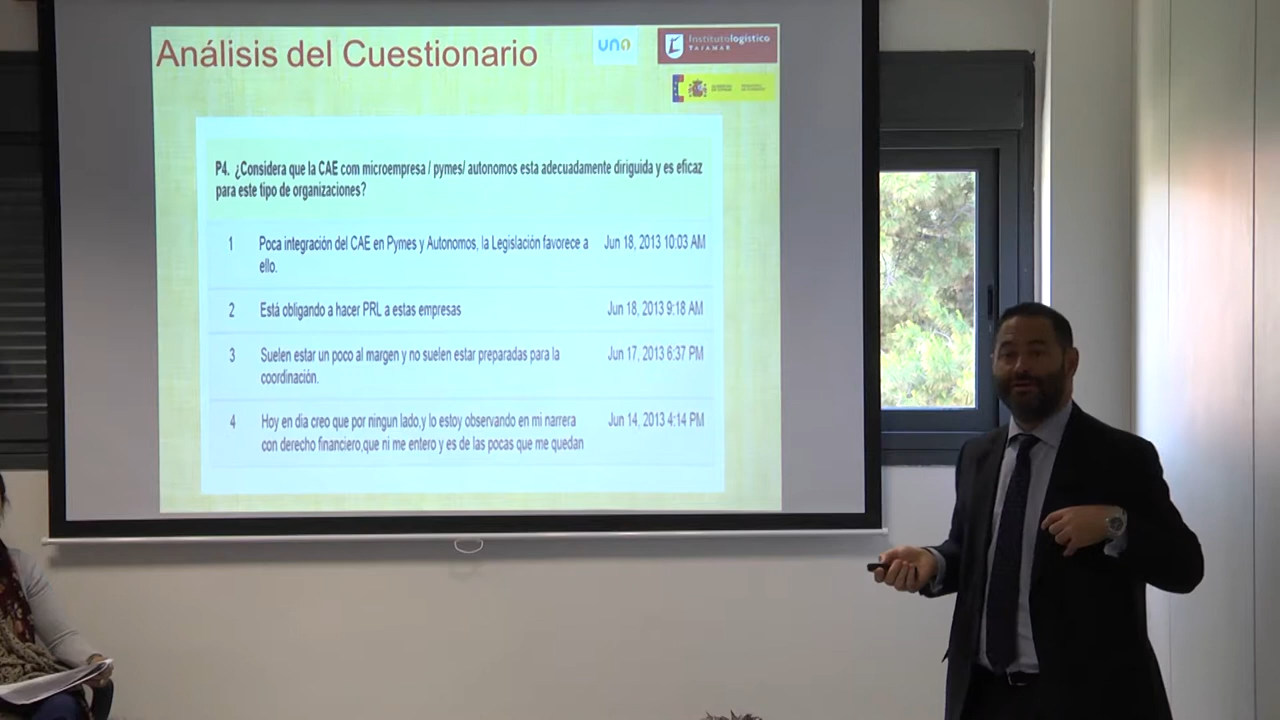 Análisis del Cuestionario
uno
Institutologístico
TAJAMAR
P4. ¿Considera que la CAE com microempresa / pymes/ autonomos esta adecuadamente diriguida y es eficaz
para este tipo de organizaciones?
1 Poca integración del CAE en Pymes y Autonomos, la Legislación favorece a Jun 18, 2013 10:03 AM
ello.
2 Está obligando a hacer PRL a estas empresas Jun 18, 2013 9:18 AM
3 Suelen estar un poco al margen y no suelen estar preparadas para la Jun 17, 2013 6:37 PM
coordinación.
4 Hoy en dia creo que por ningun lado,y lo estoy observando en mi narrera Jun 14, 2013 4:14 PM
con derecho financiero,que ni me entero y es de las pocas que me quedan